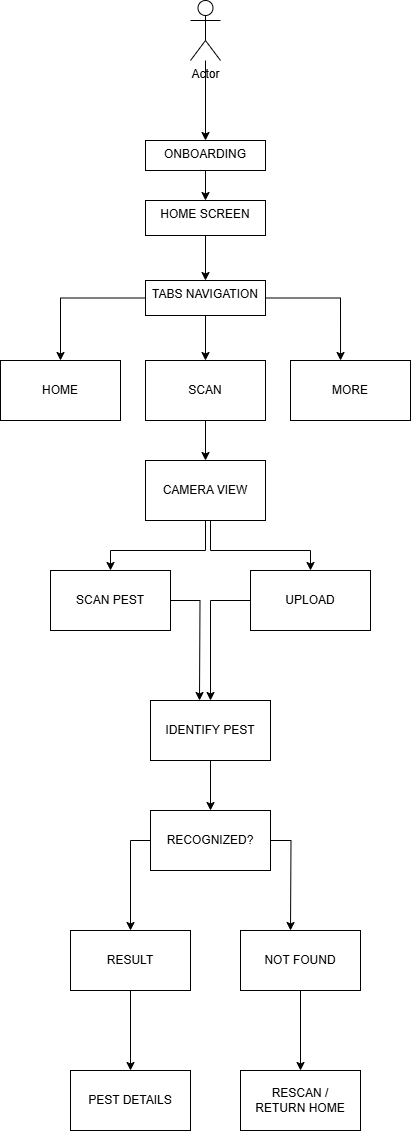 Actor
ONBOARDING
HOME SCREEN
TABS NAVIGATION
HOME
SCAN
MORE
CAMERA VIEW
SCAN PEST
UPLOAD
IDENTIFY PEST
RECOGNIZED?
RESULT
NOT FOUND
PEST DETAILS
RESCAN /
RETURN HOME